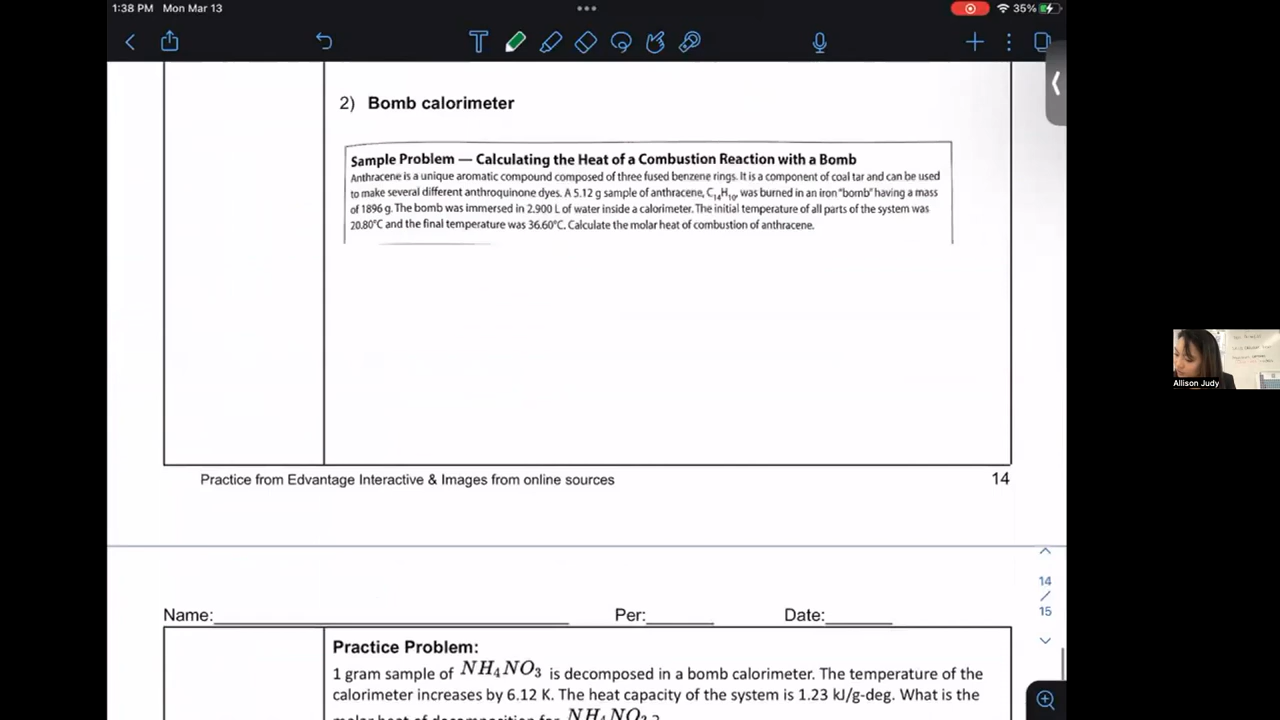 1:38 PM Mon Mar 13
35%
2) Bomb calorimeter
Sample Problem — Calculating the Heat of a Combustion Reaction with a Bomb
Anthracene is a unique aromatic compound composed of three fused benzene rings. It is a component of coal tar and can be used
to make several different anthroquinone dyes. A 5.12 g sample of anthracene, C₁₄H₁₀, was burned in an iron "bomb" having a mass
of 1896 g. The bomb was immersed in 2.900 L of water inside a calorimeter. The initial temperature of all parts of the system was
20.80°C and the final temperature was 36.60°C. Calculate the molar heat of combustion of anthracene.
Practice from Edvantage Interactive & Images from online sources
14
14
/
15
Name: Per: Date:
Practice Problem:
1 gram sample of NH₄NO₃ is decomposed in a bomb calorimeter. The temperature of the
calorimeter increases by 6.12 K. The heat capacity of the system is 1.23 kJ/g-deg. What is the
molar heat of decomposition for NH₄NO₃?
Allison Judy